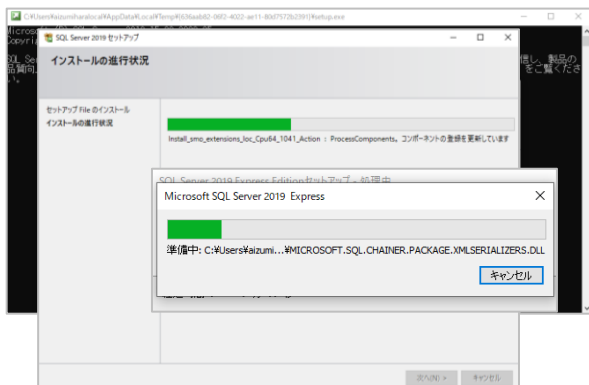 C:¥Users¥aizumiharalocal¥AppData¥Local¥Temp¥{636aab82-0602-4022-ae11-80d7572b2391}¥setup.exe
SQL Server 2019 セットアップ
インストールの進行状況
セットアップ File のインストール
インストールの進行状況
Install_smo_extensions_loc_Cpu64_1041_Action : ProcessComponents。コンポーネントの登録を更新しています
SQL Server 2019 Express Editionセットアップ - 処理中
Microsoft SQL Server 2019 Express
準備中: C:¥Users¥aizumi...¥MICROSOFT.SQL.CHAINER.PACKAGE.XMLSERIALIZERS.DLL
キャンセル
次へ(N) >
キャンセル